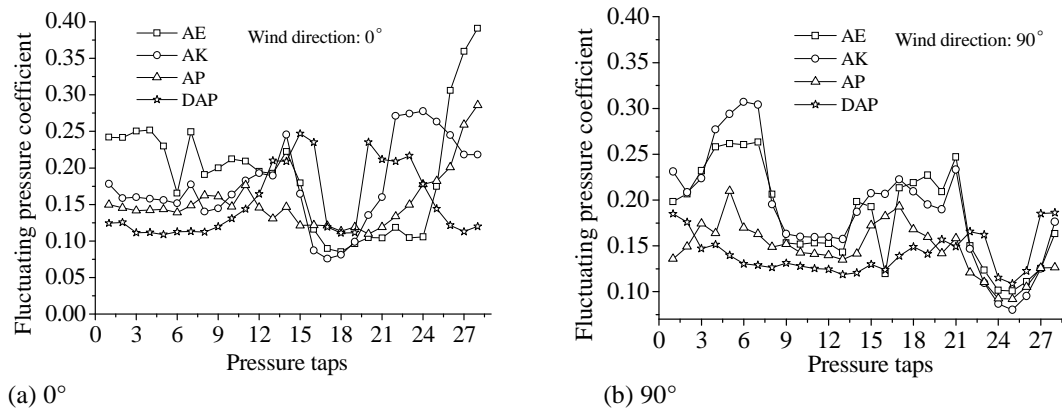 Fluctuating pressure coefficient
0.40
0.35
0.30
0.25
0.20
0.15
0.10
0.05
0.00
AE
AK
AP
DAP
Wind direction: 0°
0 3 6 9 12 15 18 21 24 27
Pressure taps
(a) 0°
Fluctuating pressure coefficient
0.40
0.35
0.30
0.25
0.20
0.15
0.10
AE
AK
AP
DAP
Wind direction: 90°
0 3 6 9 12 15 18 21 24 27
Pressure taps
(b) 90°